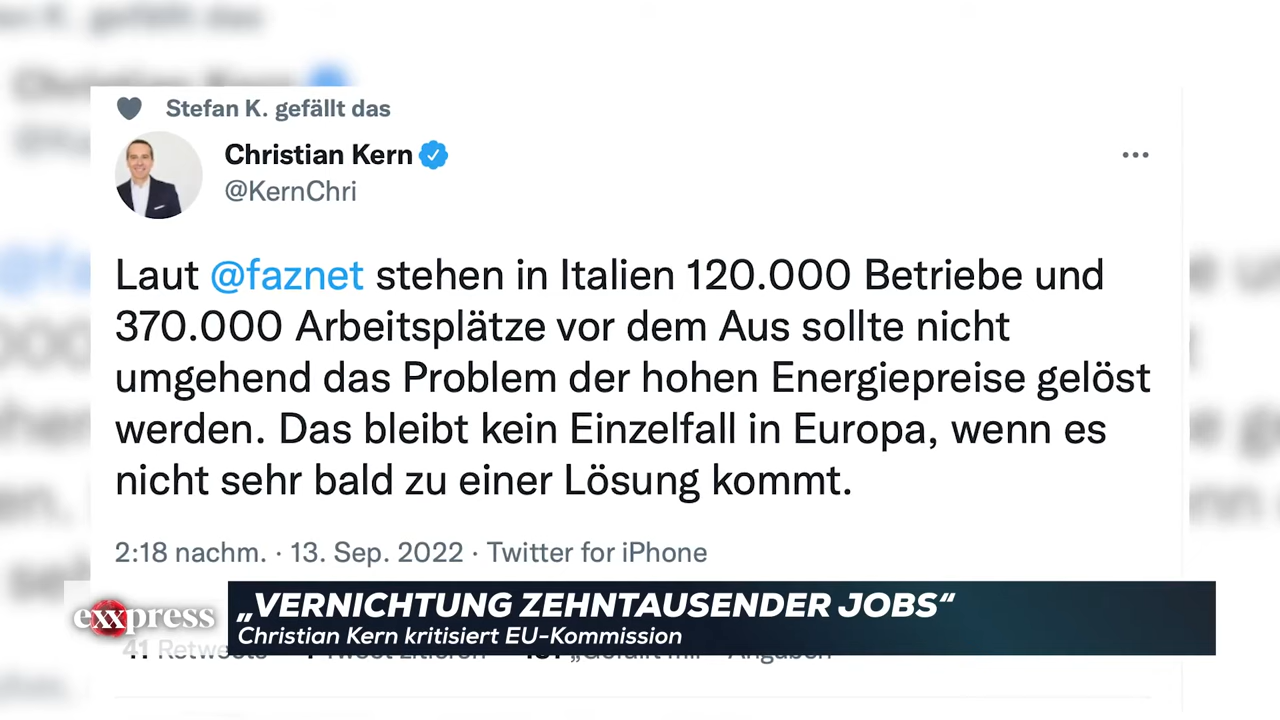 Stefan K. gefällt das
Christian Kern
@KernChri
Laut @faznet stehen in Italien 120.000 Betriebe und
370.000 Arbeitsplätze vor dem Aus sollte nicht
umgehend das Problem der hohen Energiepreise gelöst
werden. Das bleibt kein Einzelfall in Europa, wenn es
nicht sehr bald zu einer Lösung kommt.
2:18 nachm. · 13. Sep. 2022 · Twitter for iPhone
exxpress
„VERNICHTUNG ZEHNTAUSENDER JOBS“
Christian Kern kritisiert EU-Kommission
41 Retweets